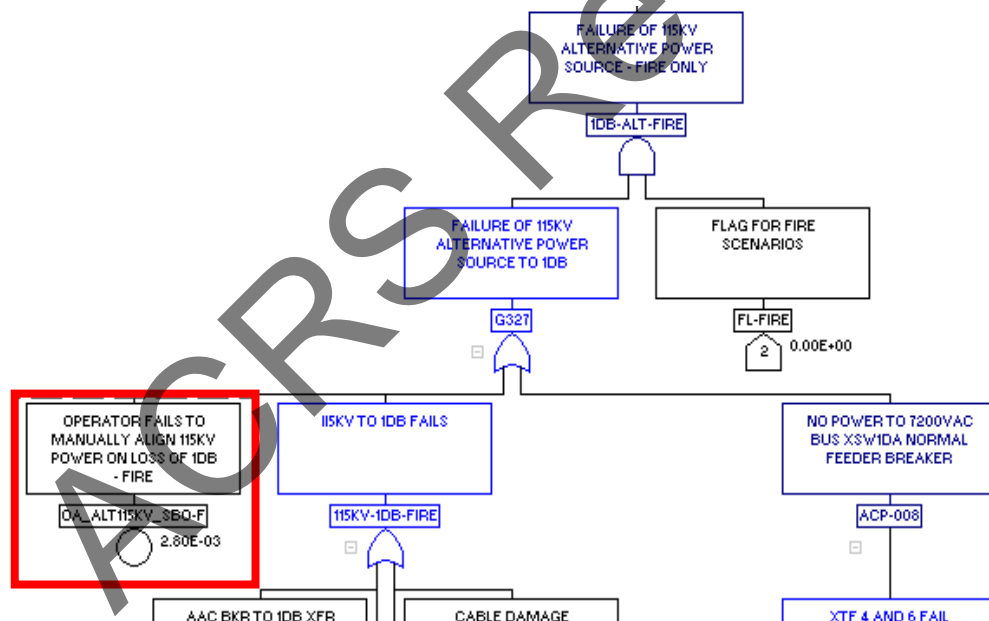 FAILURE OF 115KV
ALTERNATIVE POWER
SOURCE - FIRE ONLY
1DB-ALT-FIRE
FAILURE OF 115KV
ALTERNATIVE POWER
SOURCE TO 1DB
FLAG FOR FIRE
SCENARIOS
G327
FL-FIRE
2
0.00E+00
OPERATOR FAILS TO
MANUALLY ALIGN 115KV
POWER ON LOSS OF 1DB
- FIRE
115KV TO 1DB FAILS
NO POWER TO 7200VAC
BUS XSW1DA NORMAL
FEEDER BREAKER
OA_ALT115KV_SBO-F
115KV-1DB-FIRE
ACP-008
2.80E-03
AAC BKR TO 1DB XFR
CABLE DAMAGE
XTF 4 AND 6 FAIL
ACRS Re